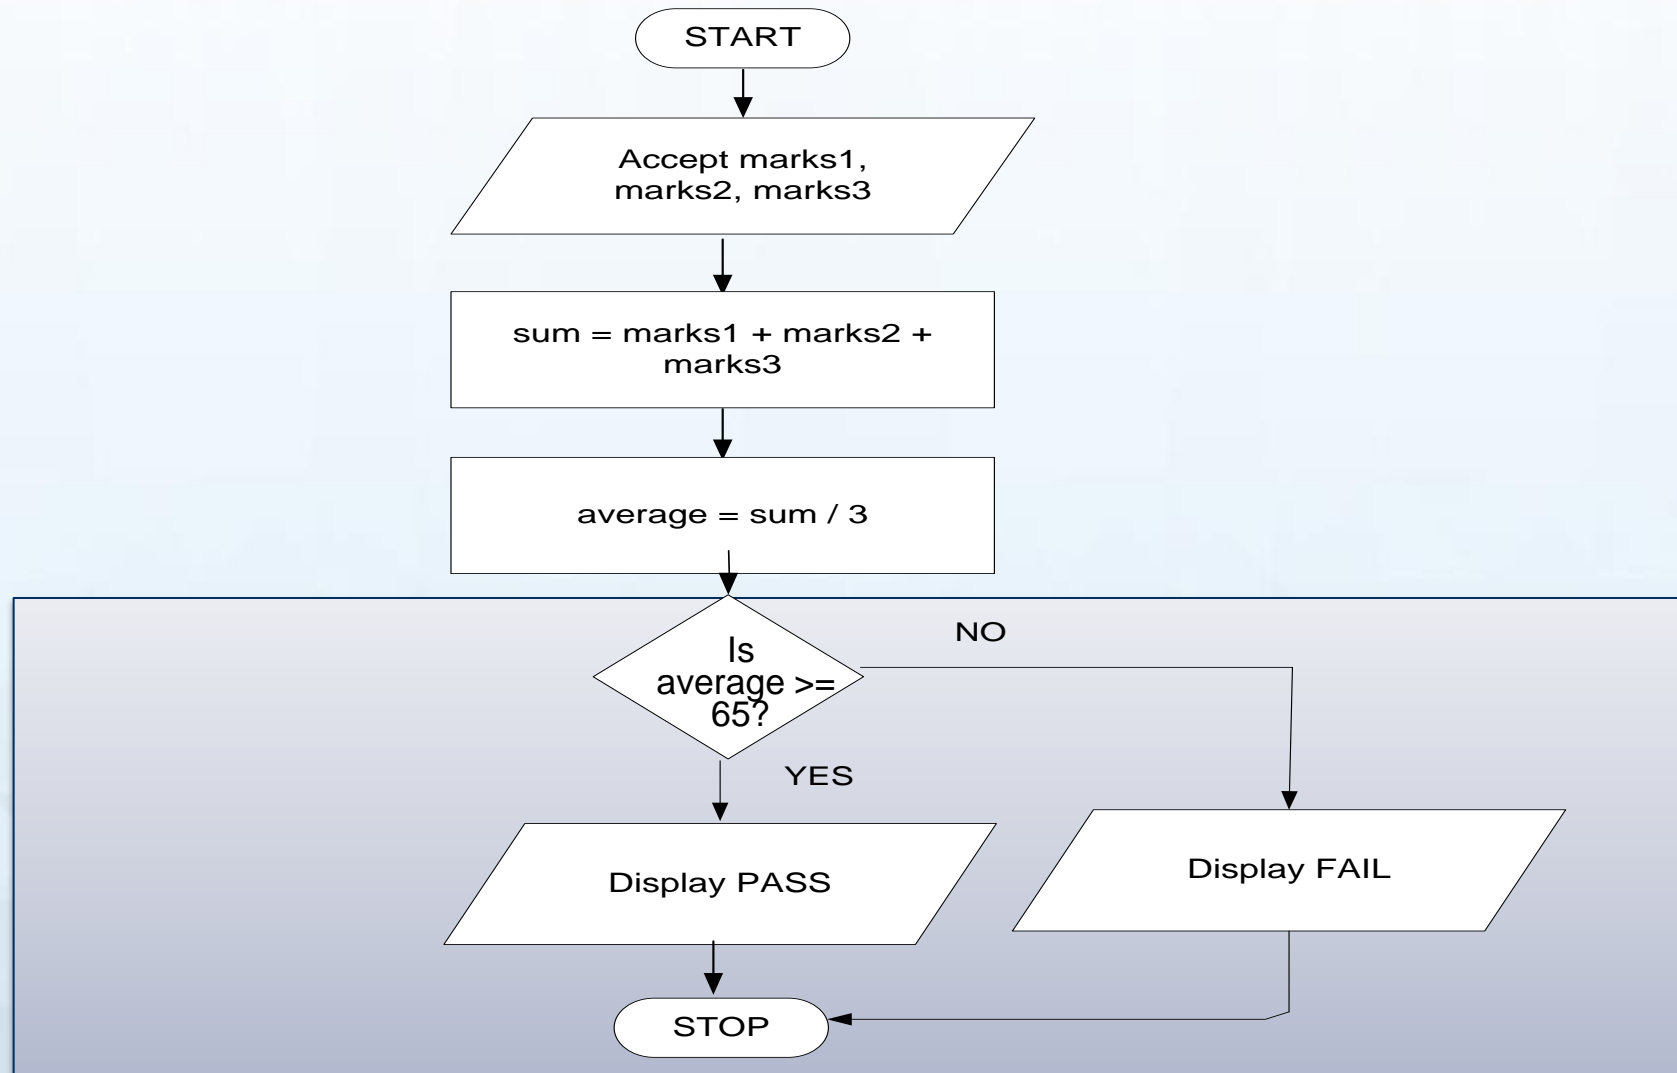 START
Accept marks1,
marks2, marks3
sum = marks1 + marks2 +
marks3
average = sum / 3
Is
average >=
65?
NO
YES
Display PASS
Display FAIL
STOP